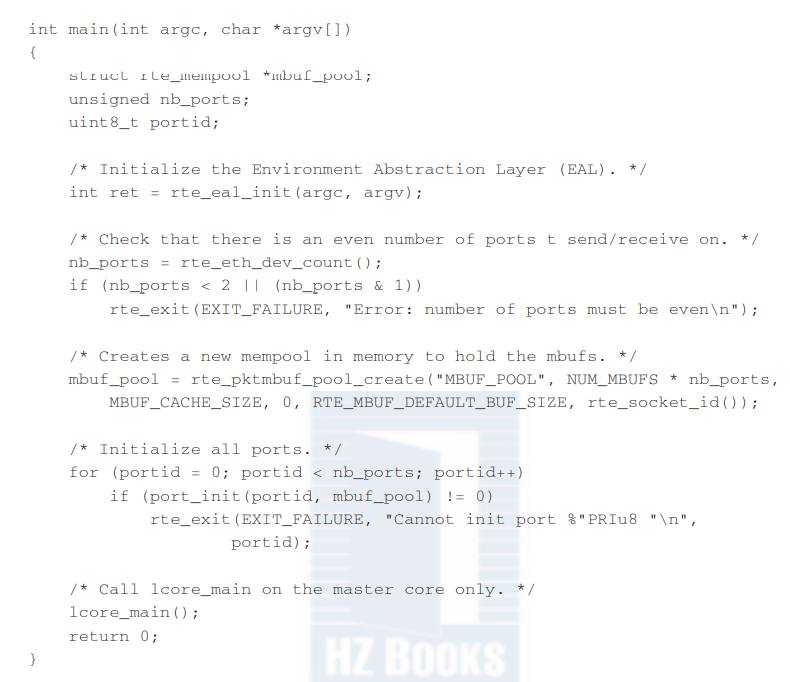 int main(int argc, char *argv[])
{
struct rte_mempool *mbuf_pool;
unsigned nb_ports;
uint8_t portid;
/* Initialize the Environment Abstraction Layer (EAL). */
int ret = rte_eal_init(argc, argv);
/* Check that there is an even number of ports t send/receive on. */
nb_ports = rte_eth_dev_count();
if (nb_ports < 2 || (nb_ports & 1))
rte_exit(EXIT_FAILURE, "Error: number of ports must be even\n");
/* Creates a new mempool in memory to hold the mbufs. */
mbuf_pool = rte_pktmbuf_pool_create("MBUF_POOL", NUM_MBUFS * nb_ports,
MBUF_CACHE_SIZE, 0, RTE_MBUF_DEFAULT_BUF_SIZE, rte_socket_id());
/* Initialize all ports. */
for (portid = 0; portid < nb_ports; portid++)
if (port_init(portid, mbuf_pool) != 0)
rte_exit(EXIT_FAILURE, "Cannot init port %"PRIu8 "\n",
portid);
/* Call lcore_main on the master core only. */
lcore_main();
return 0;
}
HZ BOOKS